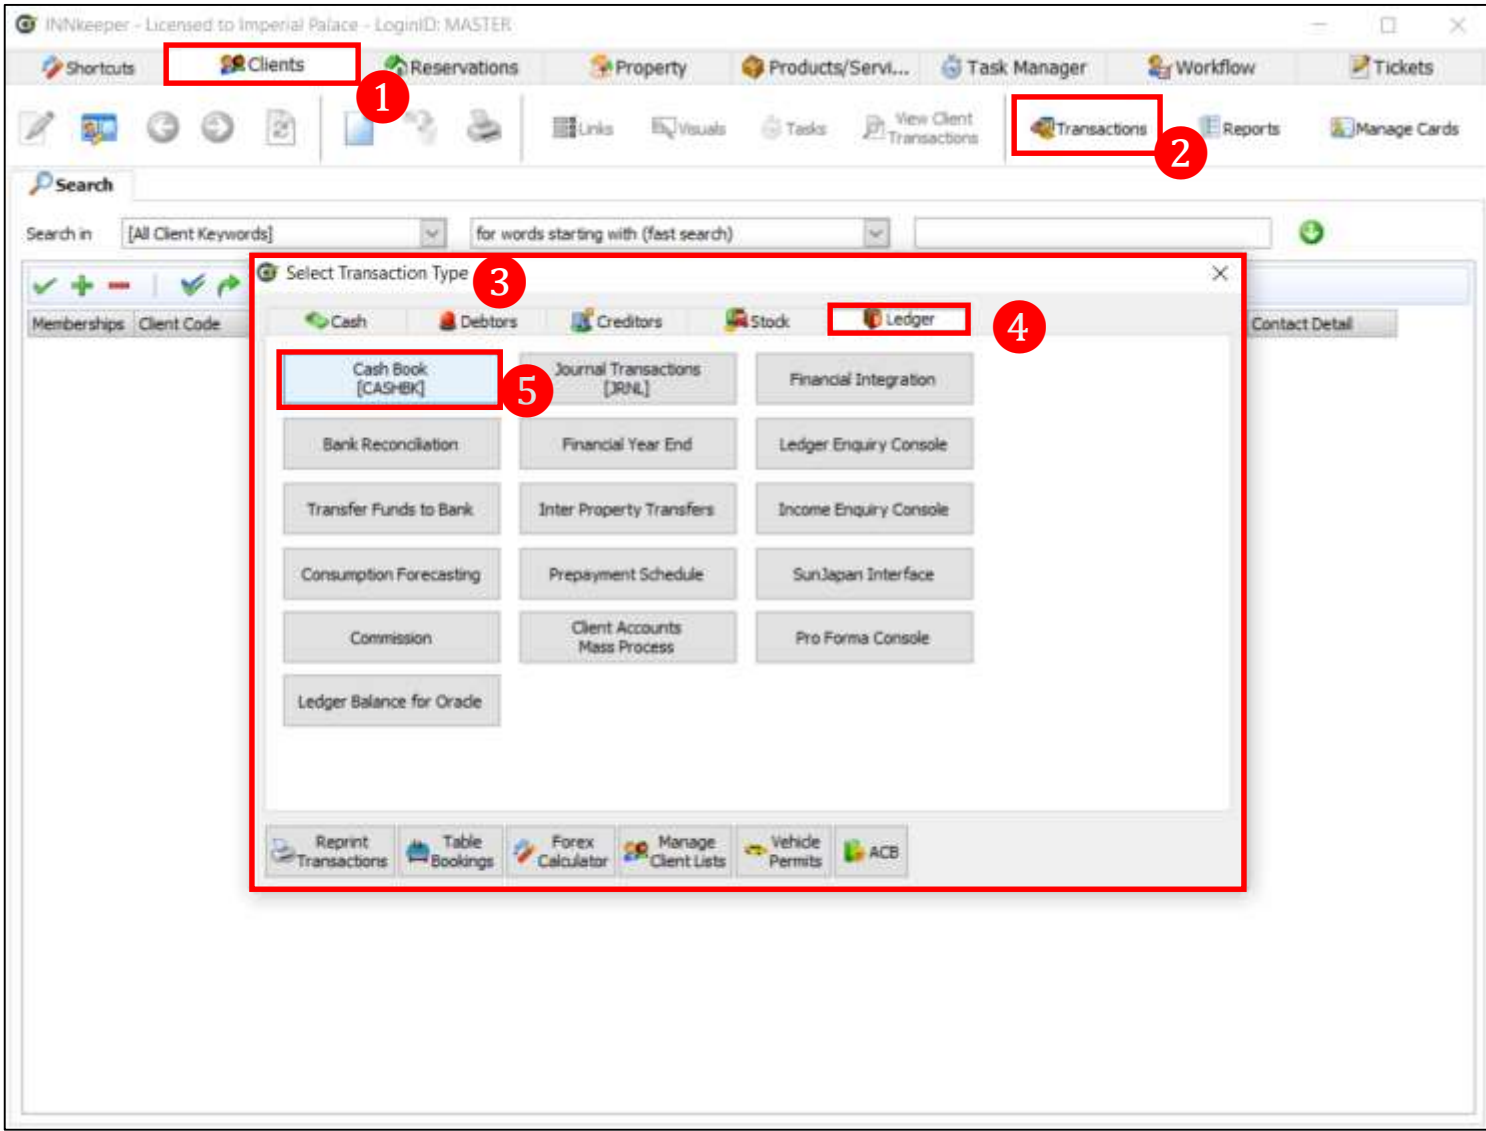 INNkeeper - Licensed to Imperial Palace - LoginID: MASTER
Shortcuts Clients Reservations Property Products/Servi... Task Manager Workflow Tickets
1
Links Visuals Tasks View Client Transactions Transactions Reports Manage Cards
2
Search
Search in [All Client Keywords] for words starting with (fast search)
Select Transaction Type
3
Memberships Client Code Contact Detail
Cash Debtors Creditors Stock Ledger
4
Cash Book
[CASHBK]
5
Journal Transactions
[JRNL]
Financial Integration
Bank Reconciliation Financial Year End Ledger Enquiry Console
Transfer Funds to Bank Inter Property Transfers Income Enquiry Console
Consumption Forecasting Prepayment Schedule SunJapan Interface
Commission
Client Accounts
Mass Process
Pro Forma Console
Ledger Balance for Oracle
Reprint
Transactions
Table
Bookings
Forex
Calculator
Manage
Client Lists
Vehicle
Permits
ACB